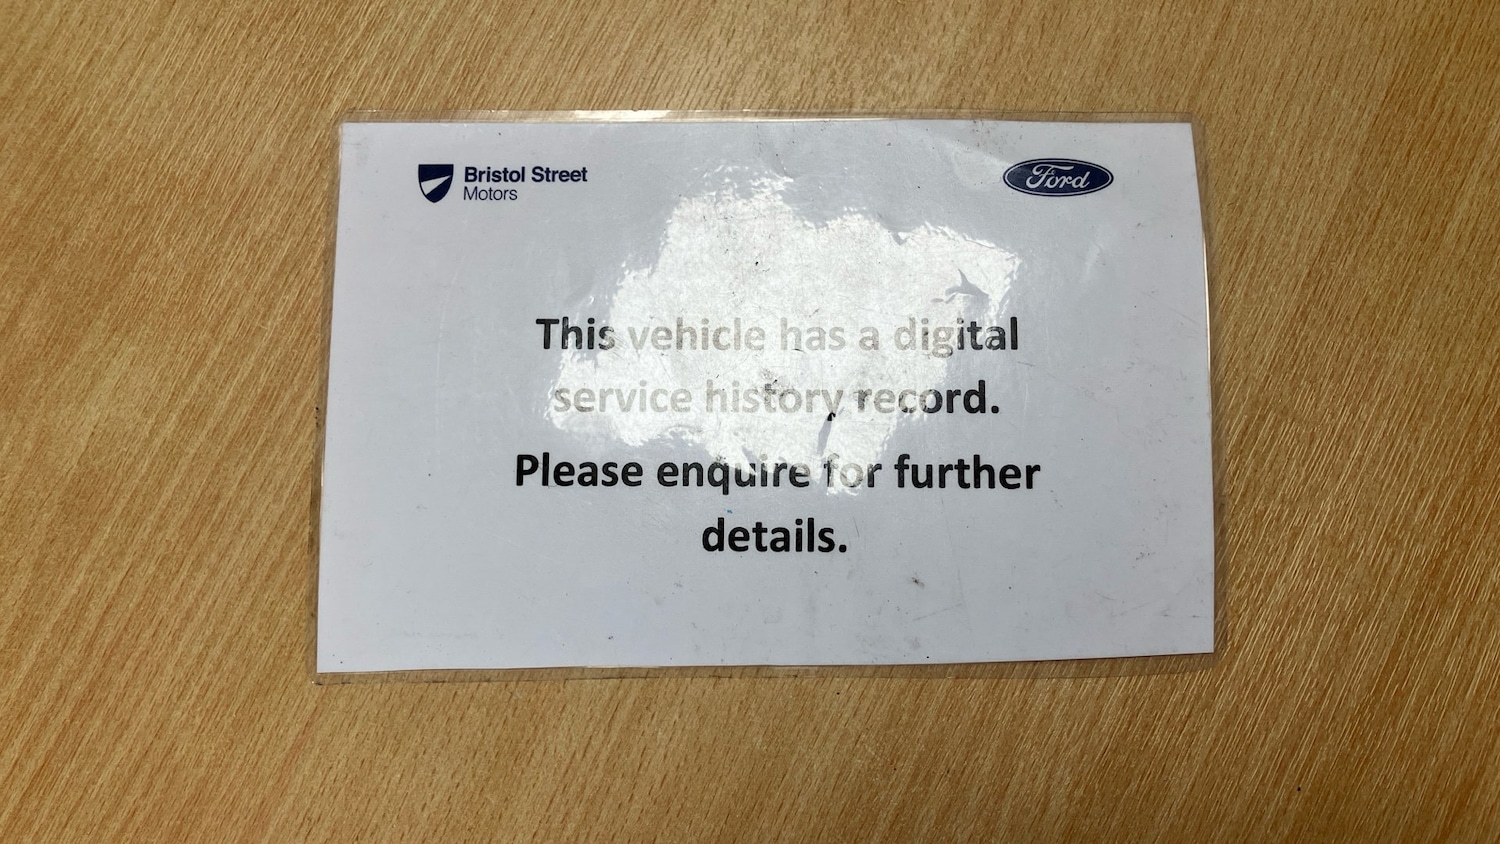 Bristol Street
Motors
Ford
This vehicle has a digital
service history record.
Please enquire for further
details.